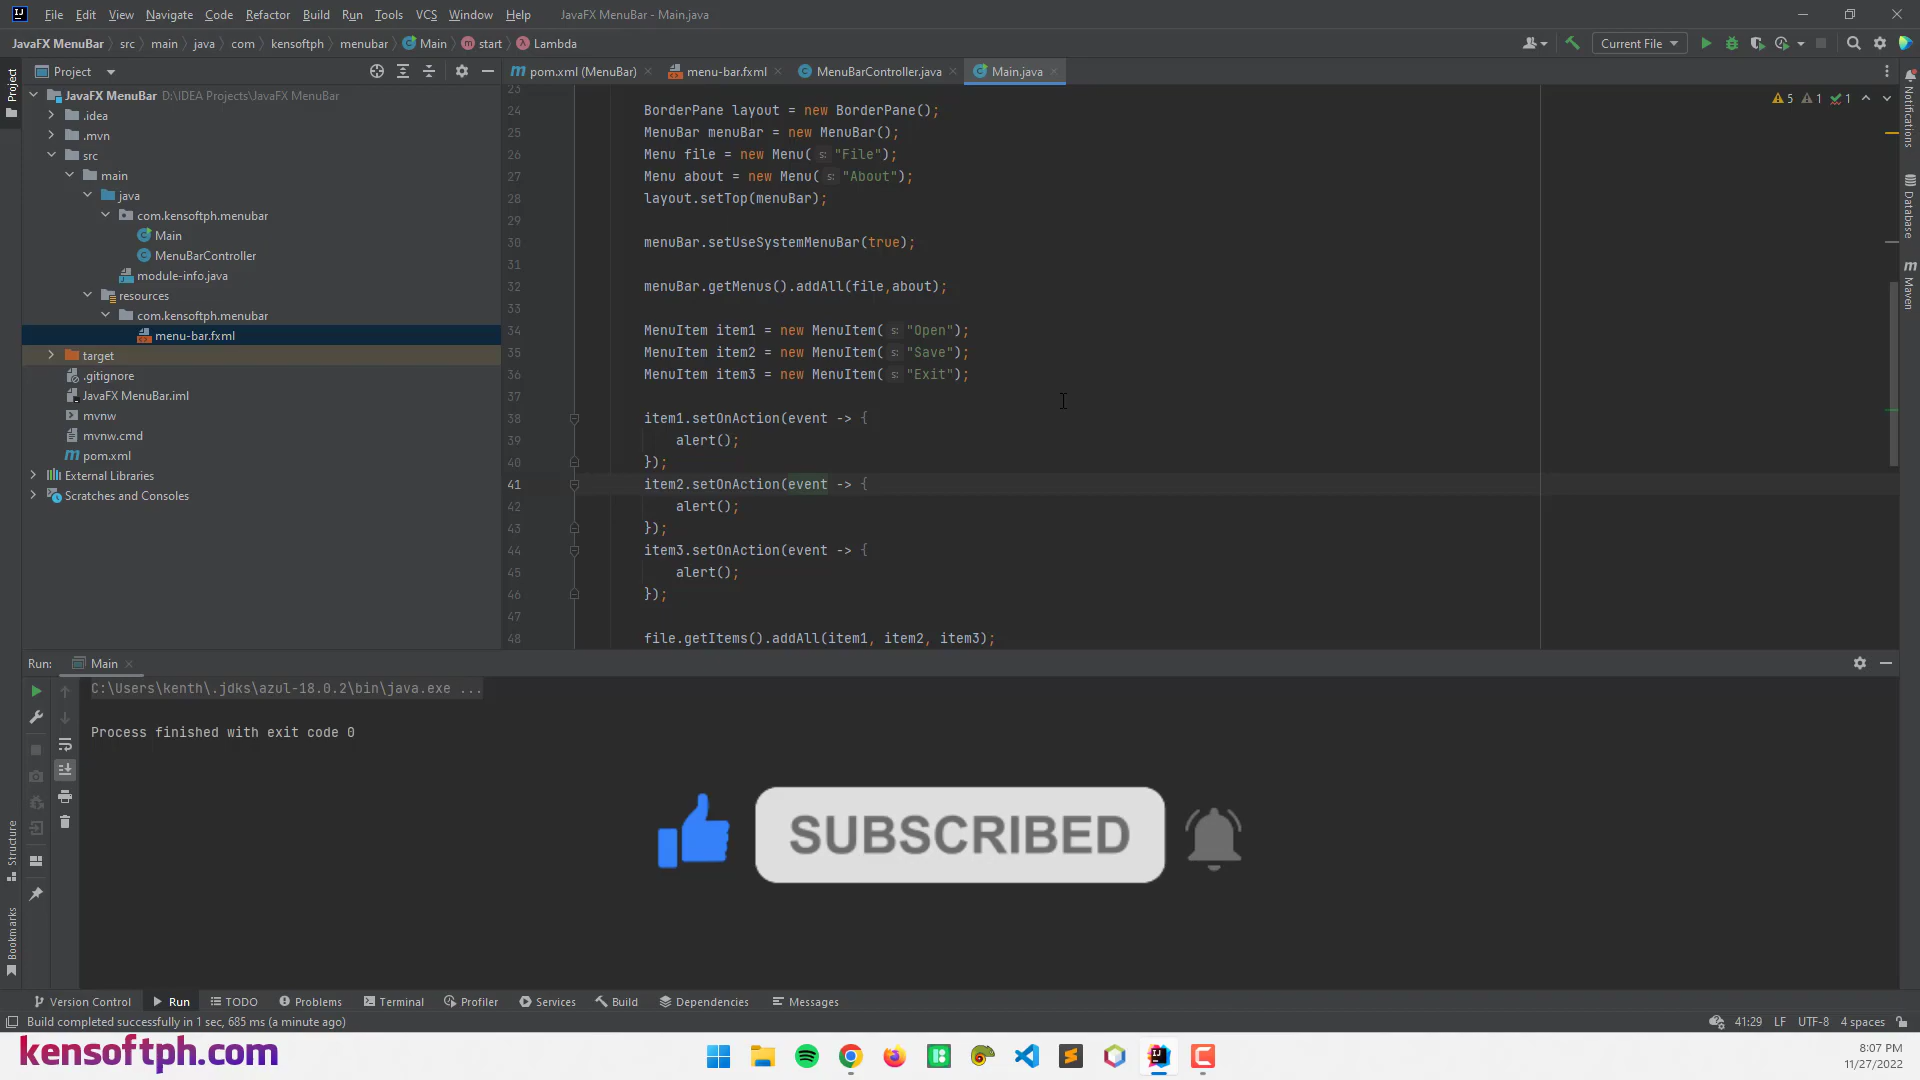 File Edit View Navigate Code Refactor Build Run Tools VCS Window Help JavaFX MenuBar - Main.java
JavaFX MenuBar src main java com kensoftph menubar Main start Lambda Current File
Project
pom.xml (MenuBar) menu-bar.fxml MenuBarController.java Main.java
JavaFX MenuBar D:\IDEA Projects\JavaFX MenuBar
.idea
.mvn
src
main
java
com.kensoftph.menubar
Main
MenuBarController
module-info.java
resources
com.kensoftph.menubar
menu-bar.fxml
target
.gitignore
JavaFX MenuBar.iml
mvnw
mvnw.cmd
pom.xml
External Libraries
Scratches and Consoles
23
24 BorderPane layout = new BorderPane();
25 MenuBar menuBar = new MenuBar();
26 Menu file = new Menu( s: "File");
27 Menu about = new Menu( s: "About");
28 layout.setTop(menuBar);
29
30 menuBar.setUseSystemMenuBar(true);
31
32 menuBar.getMenus().addAll(file,about);
33
34 MenuItem item1 = new MenuItem( s: "Open");
35 MenuItem item2 = new MenuItem( s: "Save");
36 MenuItem item3 = new MenuItem( s: "Exit");
37
38 item1.setOnAction(event -> {
39 alert();
40 });
41 item2.setOnAction(event -> {
42 alert();
43 });
44 item3.setOnAction(event -> {
45 alert();
46 });
47
48 file.getItems().addAll(item1, item2, item3);
5 1 1
Project
Structure
Bookmarks
Notifications
Database
Maven
Run: Main
C:\Users\kenth\.jdks\azul-18.0.2\bin\java.exe ...
Process finished with exit code 0
SUBSCRIBED
Version Control Run TODO Problems Terminal Profiler Services Build Dependencies Messages
Build completed successfully in 1 sec, 685 ms (a minute ago) 41:29 LF UTF-8 4 spaces
kensoftph.com
8:07 PM
11/27/2022